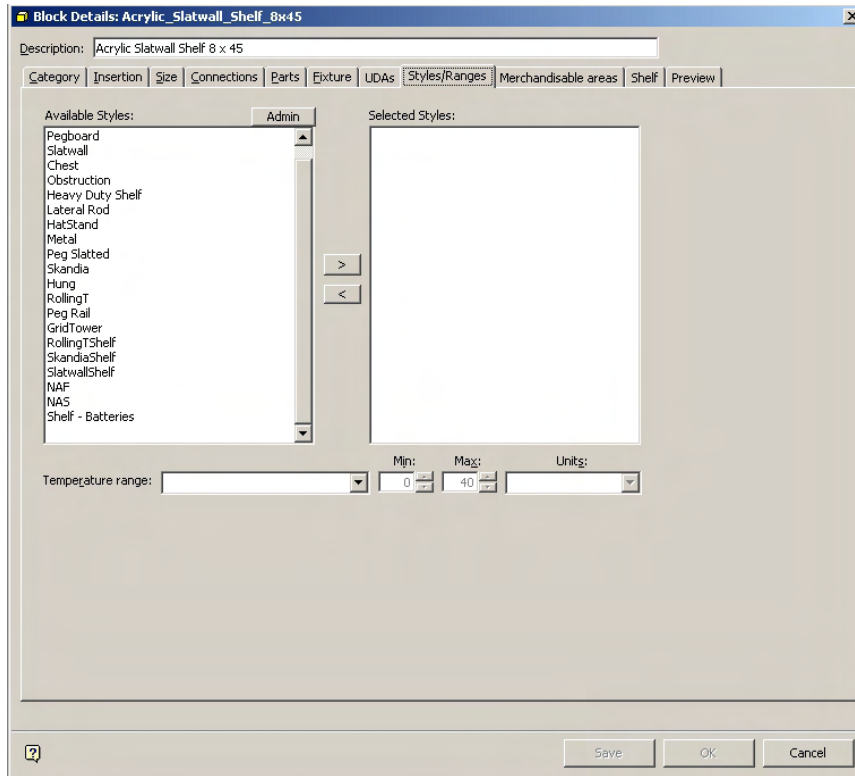 Block Details: Acrylic_Slatwall_Shelf_8x45
Description: Acrylic Slatwall Shelf 8 x 45
Category Insertion Size Connections Parts Fixture UDAs Styles/Ranges Merchandisable areas Shelf Preview
Available Styles: Admin Selected Styles:
Pegboard
Slatwall
Chest
Obstruction
Heavy Duty Shelf
Lateral Rod
HatStand
Metal
Peg Slatted
Skandia
Hung
RollingT
Peg Rail
GridTower
RollingTShelf
SkandiaShelf
SlatwallShelf
NAF
NAS
Shelf - Batteries
>
<
Min: Max: Units:
Temperature range: 0 40
Save OK Cancel